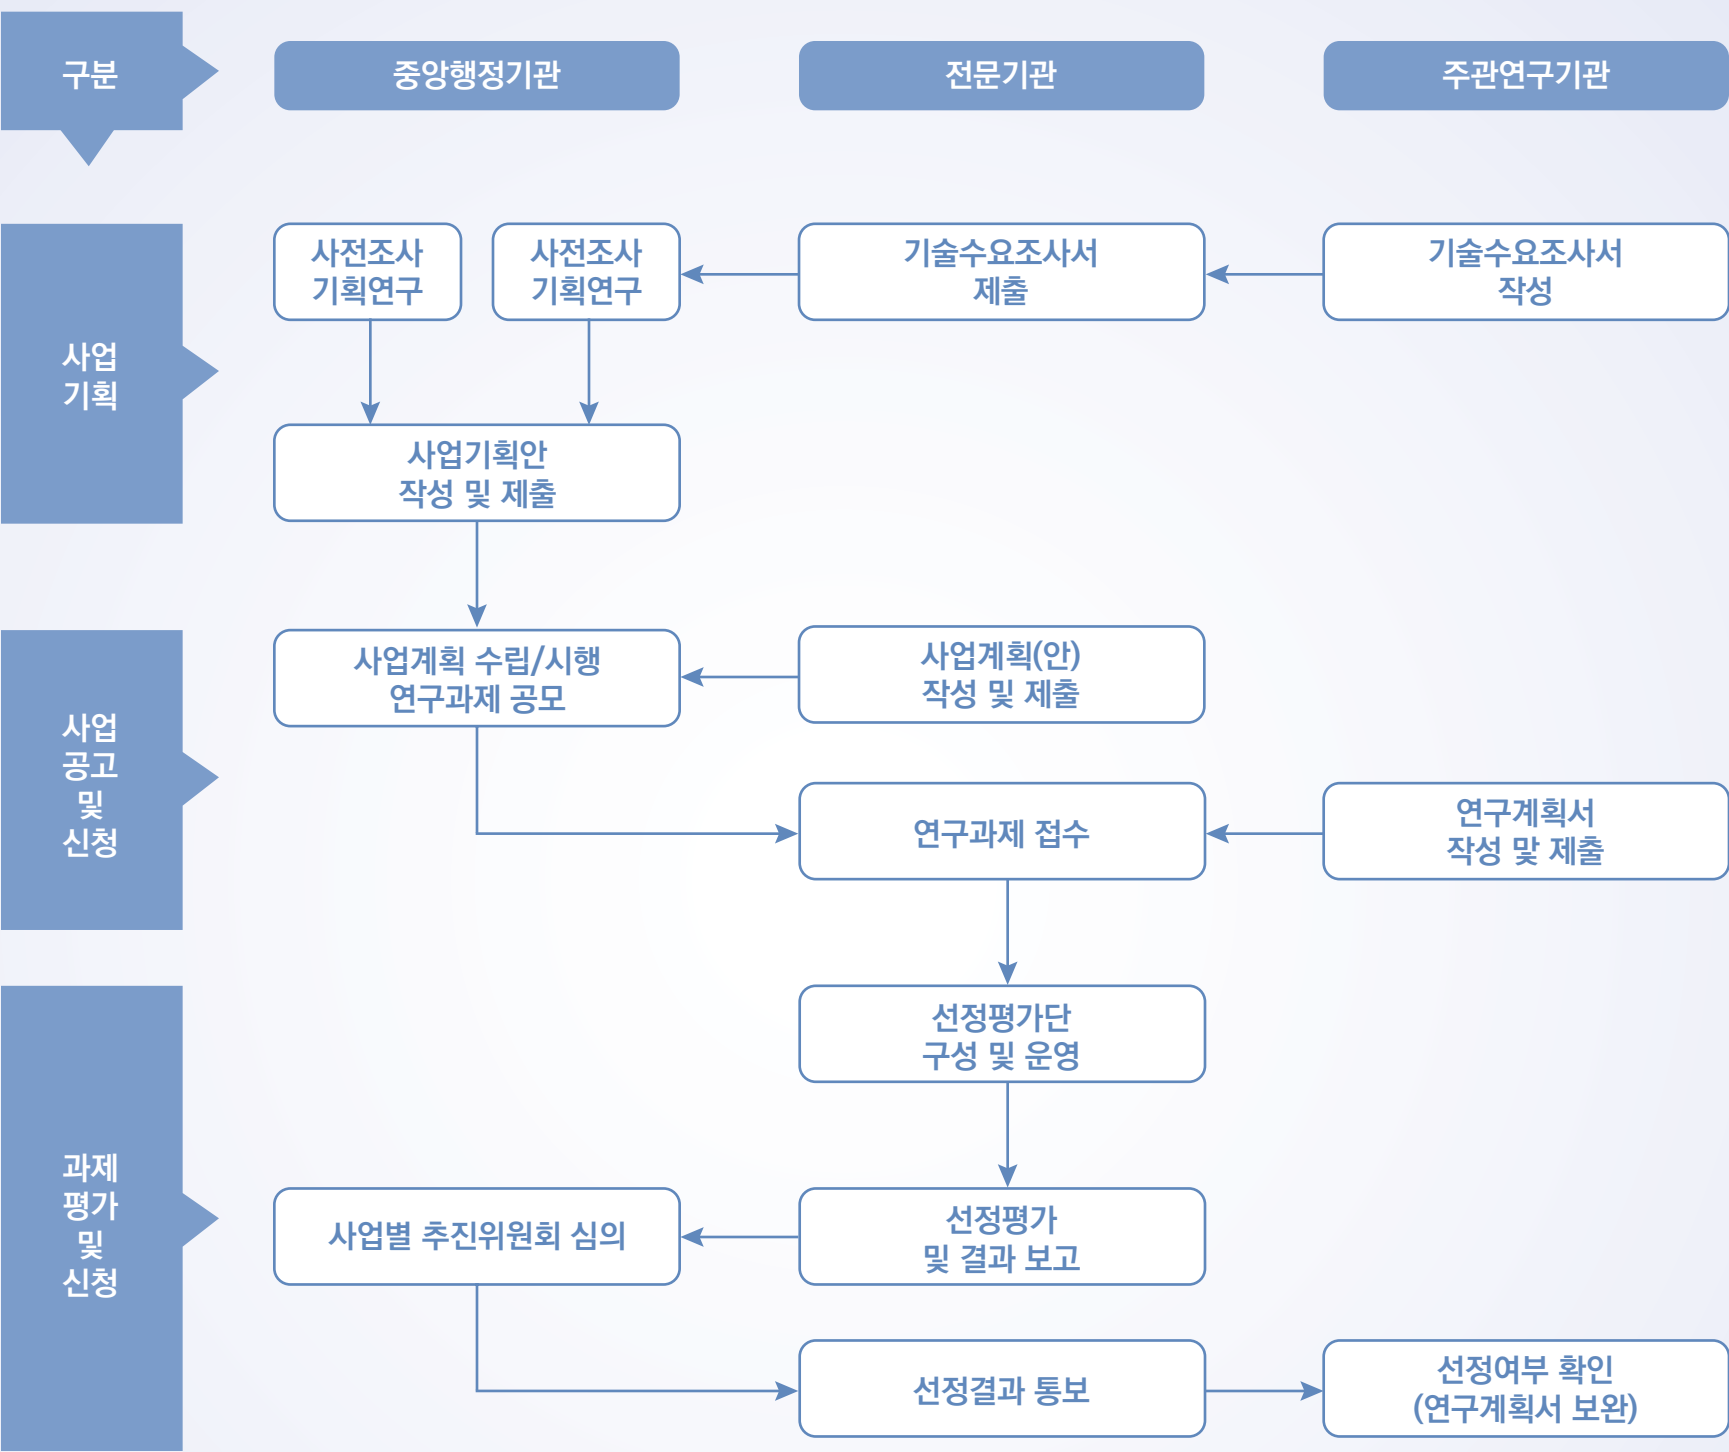 구분
중앙행정기관
전문기관
주관연구기관
사업
기획
사전조사
기획연구
사전조사
기획연구
기술수요조사서
제출
기술수요조사서
작성
사업기획안
작성 및 제출
사업
공고
및
신청
사업계획 수립/시행
연구과제 공모
사업계획(안)
작성 및 제출
연구과제 접수
연구계획서
작성 맟 제출
과제
평가
및
신청
선정평가단
구성 및 운영
사업별 추진위원회 심의
선정평가
및 결과 보고
선정결과 통보
선정여부 확인
(연구계획서 보완)